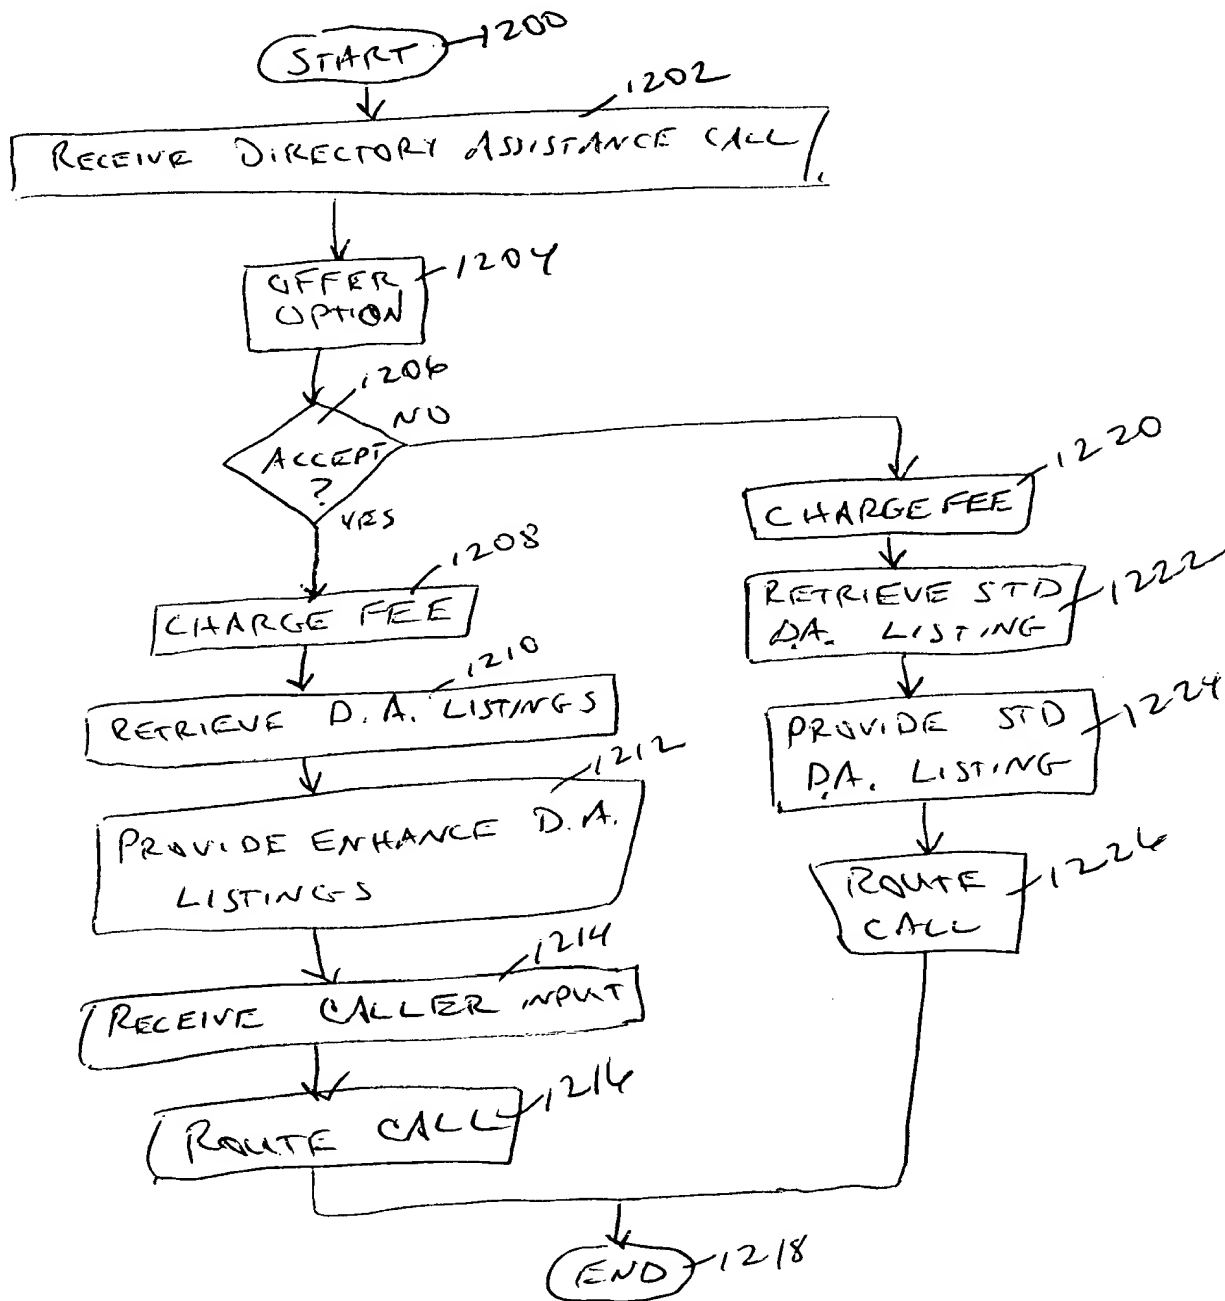 START
1200
1202
RECEIVE DIRECTORY ASSISTANCE CALL
OFFER
OPTION
1204
1206
ACCEPT
?
NO
YES
1208
CHARGE FEE
1210
RETRIEVE D.A. LISTINGS
1212
PROVIDE ENHANCE D.A.
LISTINGS
1214
RECEIVE CALLER INPUT
ROUTE CALL
1216
1220
CHARGE FEE
RETRIEVE STD
D.A. LISTING
1222
PROVIDE STD
D.A. LISTING
1224
ROUTE
CALL
1226
END
1218